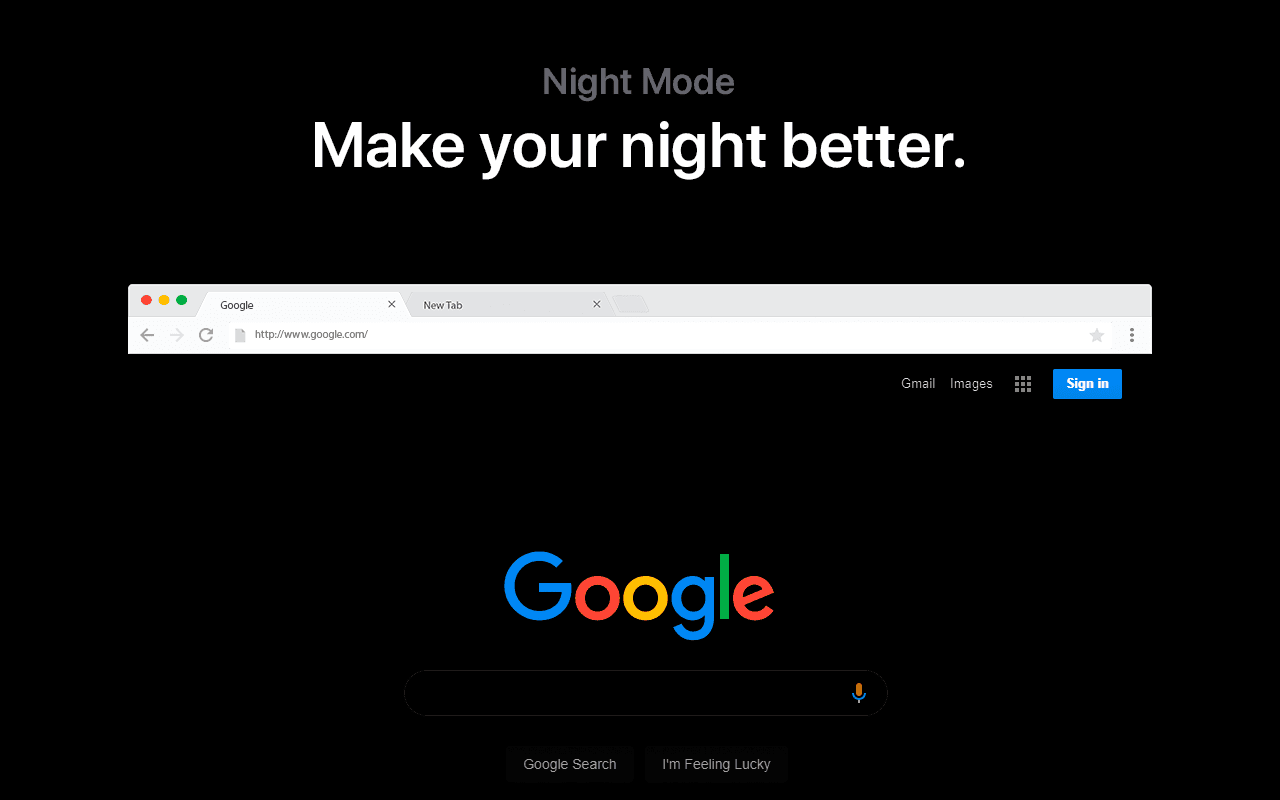 Night Mode
Make your night better.
Google
New Tab
http://www.google.com/
Gmail Images
Sign in
Google
Google Search
I'm Feeling Lucky